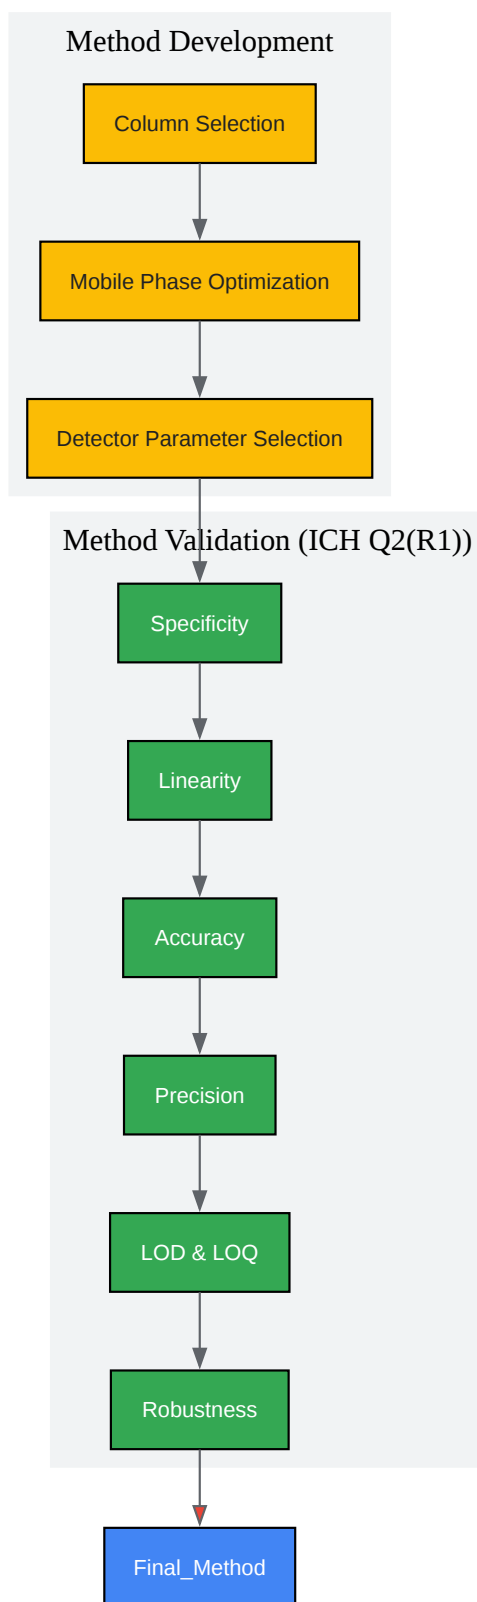 Method Development
Column Selection
Mobile Phase Optimization
Detector Parameter Selection
Method Validation (ICH Q2(R1))
Specificity
Linearity
Accuracy
Precision
LOD & LOQ
Robustness
Final_Method